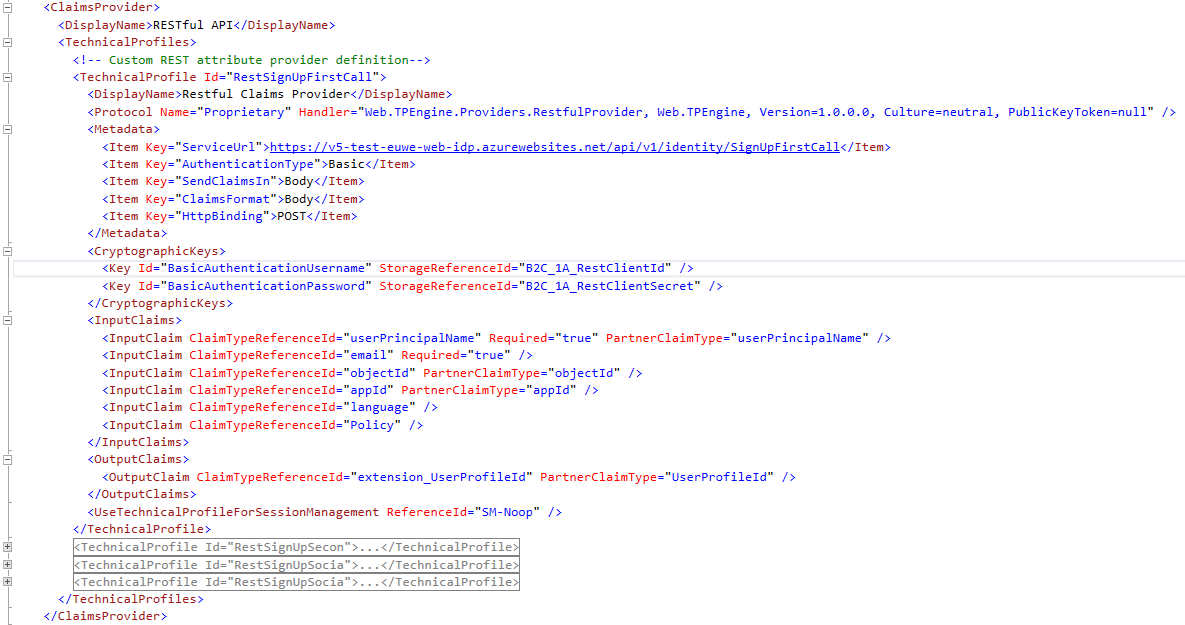 <ClaimsProvider>
<DisplayName>RESTful API</DisplayName>
<TechnicalProfiles>
<!-- Custom REST attribute provider definition-->
<TechnicalProfile Id="RestSignUpFirstCall">
<DisplayName>Restful Claims Provider</DisplayName>
<Protocol Name="Proprietary" Handler="Web.TPEngine.Providers.RestfulProvider, Web.TPEngine, Version=1.0.0.0, Culture=neutral, PublicKeyToken=null" />
<Metadata>
<Item Key="ServiceUrl">https://v5-test-euwe-web-idp.azurewebsites.net/api/v1/identity/SignUpFirstCall</Item>
<Item Key="AuthenticationType">Basic</Item>
<Item Key="SendClaimsIn">Body</Item>
<Item Key="ClaimsFormat">Body</Item>
<Item Key="HttpBinding">POST</Item>
</Metadata>
<CryptographicKeys>
<Key Id="BasicAuthenticationUsername" StorageReferenceId="B2C_1A_RestClientId" />
<Key Id="BasicAuthenticationPassword" StorageReferenceId="B2C_1A_RestClientSecret" />
</CryptographicKeys>
<InputClaims>
<InputClaim ClaimTypeReferenceId="userPrincipalName" Required="true" PartnerClaimType="userPrincipalName" />
<InputClaim ClaimTypeReferenceId="email" Required="true" />
<InputClaim ClaimTypeReferenceId="objectId" PartnerClaimType="objectId" />
<InputClaim ClaimTypeReferenceId="appId" PartnerClaimType="appId" />
<InputClaim ClaimTypeReferenceId="language" />
<InputClaim ClaimTypeReferenceId="Policy" />
</InputClaims>
<OutputClaims>
<OutputClaim ClaimTypeReferenceId="extension_UserProfileId" PartnerClaimType="UserProfileId" />
</OutputClaims>
<UseTechnicalProfileForSessionManagement ReferenceId="SM-Noop" />
</TechnicalProfile>
<TechnicalProfile Id="RestSignUpSecon">...</TechnicalProfile>
<TechnicalProfile Id="RestSignUpSocia">...</TechnicalProfile>
<TechnicalProfile Id="RestSignUpSocia">...</TechnicalProfile>
</TechnicalProfiles>
</ClaimsProvider>